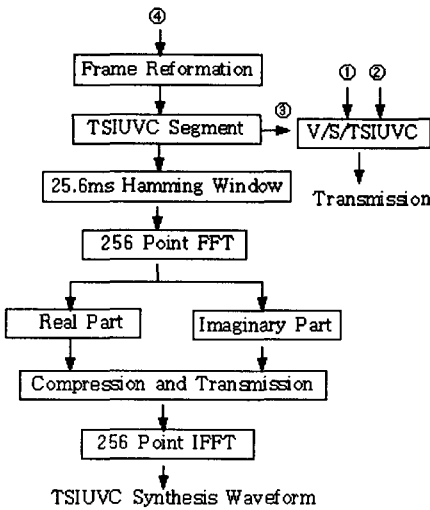 ④
Frame Reformation
① ②
③
TSIUVC Segment
V/S/TSIUVC
25.6ms Hamming Window
Transmission
256 Point FFT
Real Part
Imaginary Part
Compression and Transmission
256 Point IFFT
TSIUVC Synthesis Waveform